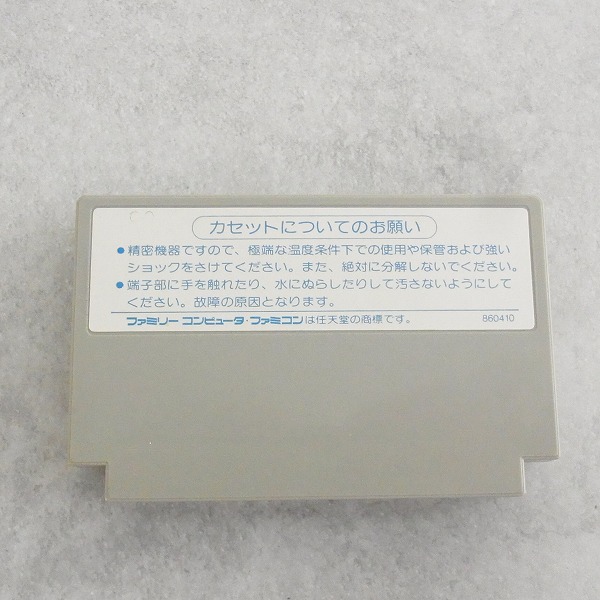 カセットについてのお願い
●精密機器ですので、極端な温度条件下での使用や保管および強い
ショックをさけてください。また、絶対に分解しないでください。
●端子部に手を触れたり、水にぬらしたりして汚さないようにして
ください。故障の原因となります。
ファミリーコンピュータ・ファミコンは任天堂の商標です。 860410